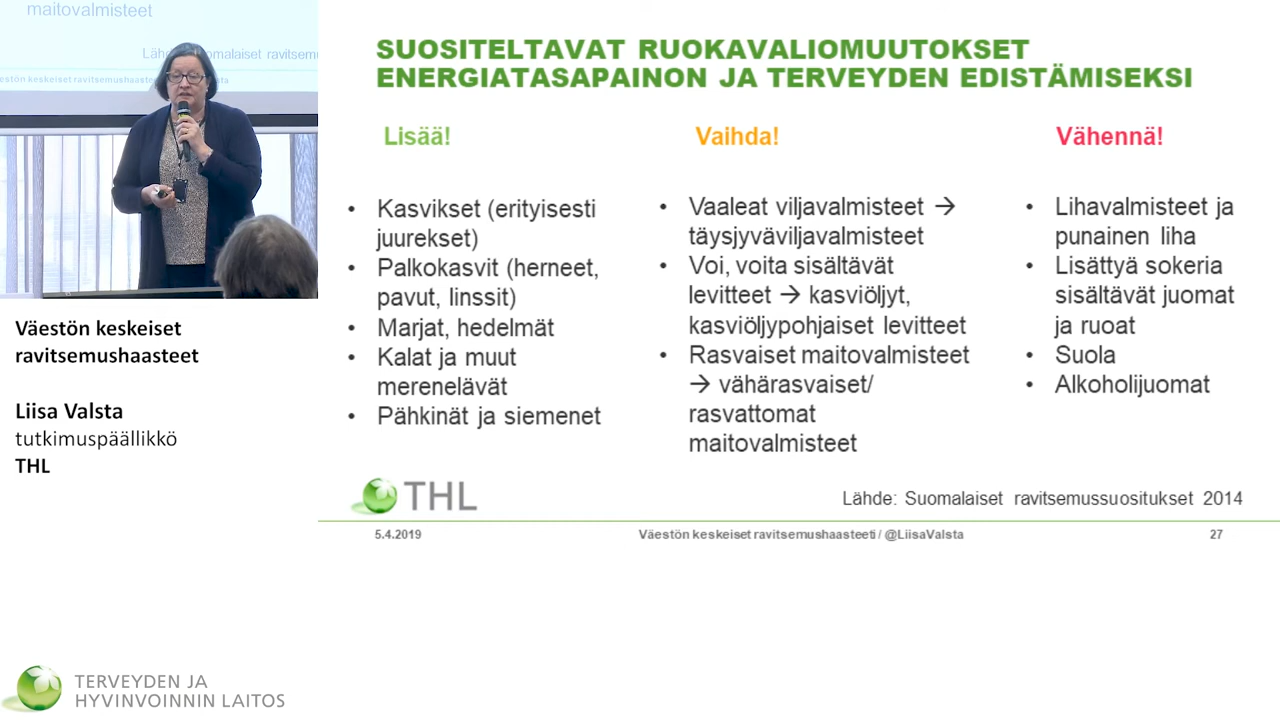 maitovalmisteet
Lähde: Suomalaiset ravitsemu
Väestön keskeiset
ravitsemushaasteet
Liisa Valsta
tutkimuspäällikkö
THL
TERVEYDEN JA
HYVINVOINNIN LAITOS
SUOSITELTAVAT RUOKAVALIOMUUTOKSET
ENERGIATASAPAINON JA TERVEYDEN EDISTÄMISEKSI
Lisää!
• Kasvikset (erityisesti
juurekset)
• Palkokasvit (herneet,
pavut, linssit)
• Marjat, hedelmät
• Kalat ja muut
merenelävät
• Pähkinät ja siemenet
Vaihda!
• Vaaleat viljavalmisteet →
täysjyväviljavalmisteet
• Voi, voita sisältävät
levitteet → kasviöljyt,
kasviöljypohjaiset levitteet
• Rasvaiset maitovalmisteet
→ vähärasvaiset/
rasvattomat
maitovalmisteet
Vähennä!
• Lihavalmisteet ja
punainen liha
• Lisättyä sokeria
sisältävät juomat
ja ruoat
• Suola
• Alkoholijuomat
THL
Lähde: Suomalaiset ravitsemussuositukset 2014
5.4.2019
Väestön keskeiset ravitsemushaasteeti / @LiisaValsta
27